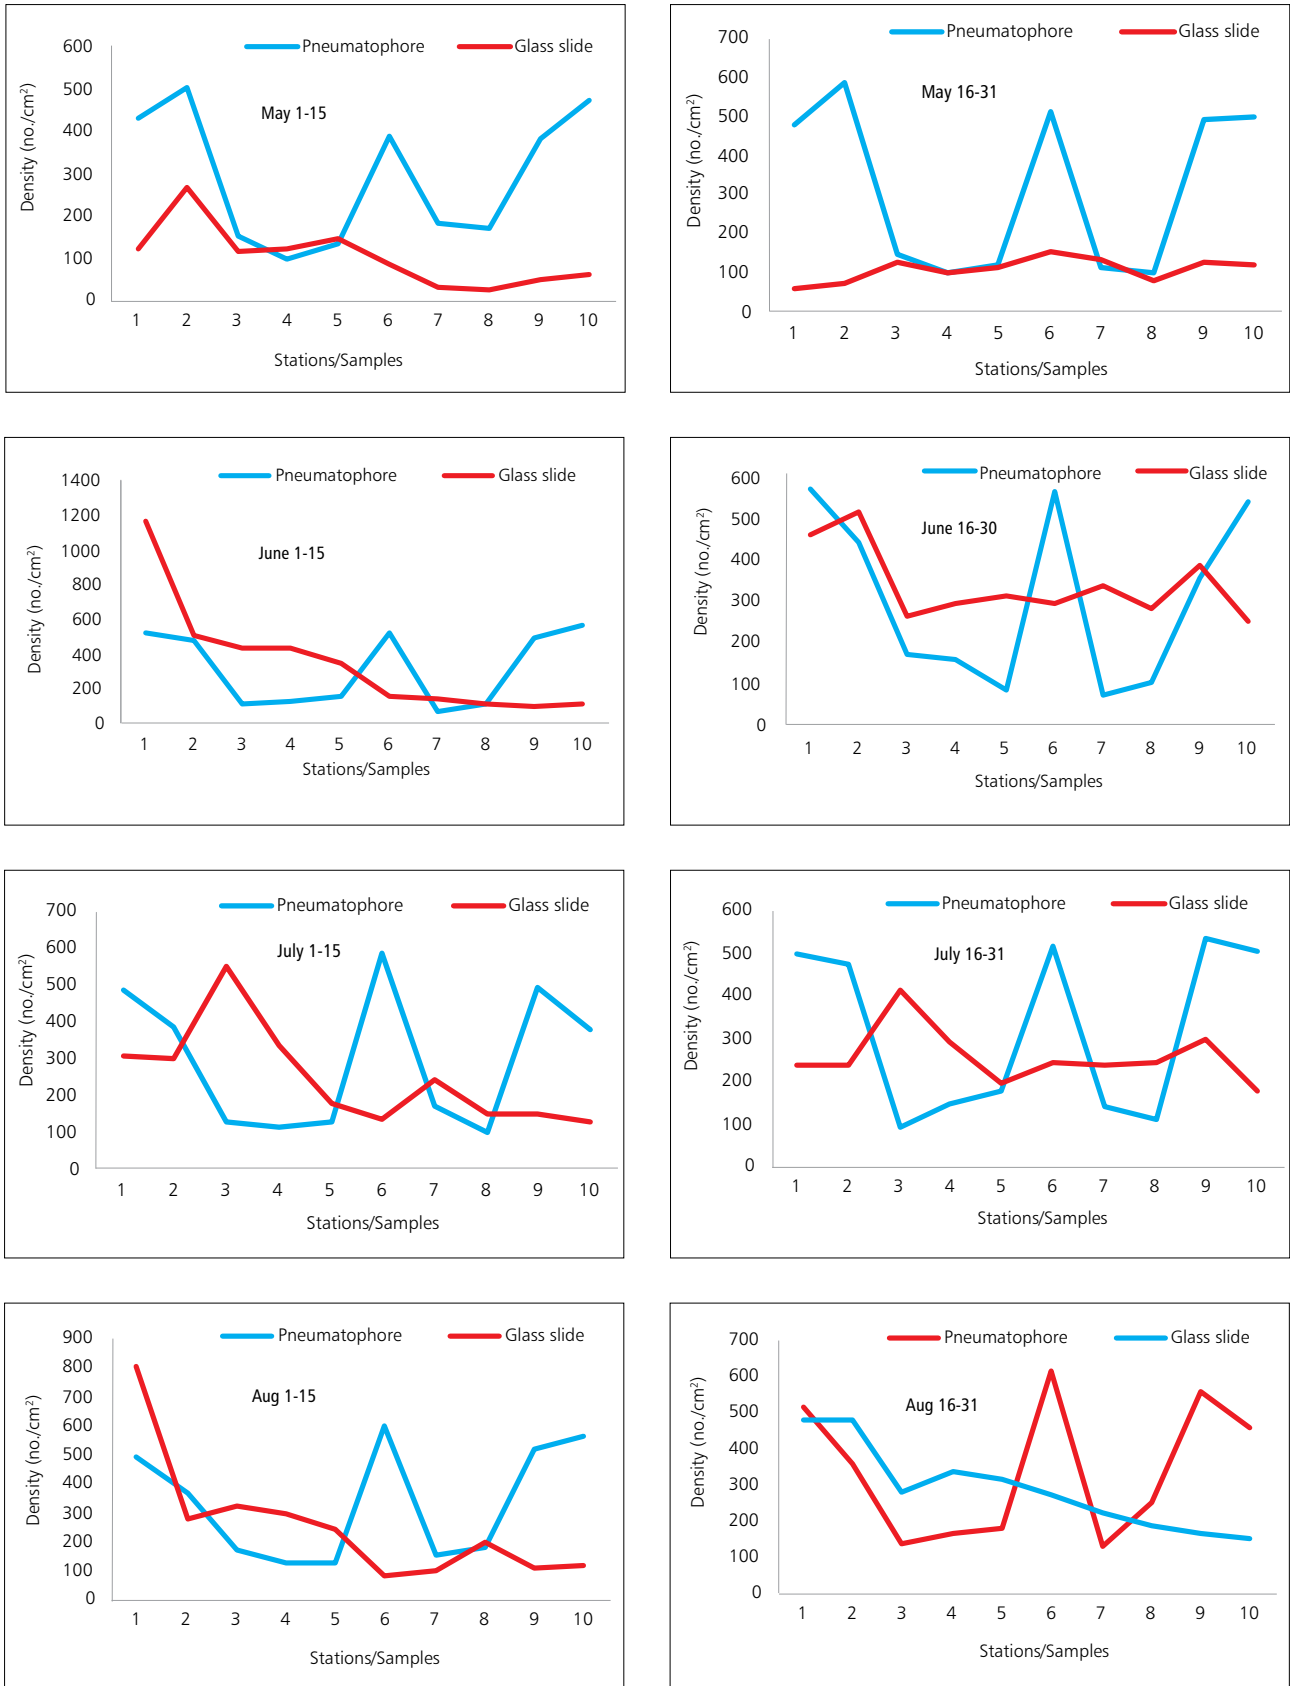 Pneumatophore Glass slide
600
500
400
300
200
100
0
Density (no./cm²)
May 1-15
1 2 3 4 5 6 7 8 9 10
Stations/Samples
Pneumatophore Glass slide
700
600
500
400
300
200
100
0
Density (no./cm²)
May 16-31
1 2 3 4 5 6 7 8 9 10
Stations/Samples
Pneumatophore Glass slide
1400
1200
1000
800
600
400
200
0
Density (no./cm²)
June 1-15
1 2 3 4 5 6 7 8 9 10
Stations/Samples
Pneumatophore Glass slide
600
500
400
300
200
100
0
Density (no./cm²)
June 16-30
1 2 3 4 5 6 7 8 9 10
Stations/Samples
Pneumatophore Glass slide
700
600
500
400
300
200
100
0
Density (no./cm²)
July 1-15
1 2 3 4 5 6 7 8 9 10
Stations/Samples
Pneumatophore Glass slide
600
500
400
300
200
100
0
Density (no./cm²)
July 16-31
1 2 3 4 5 6 7 8 9 10
Stations/Samples
Pneumatophore Glass slide
900
800
700
600
500
400
300
200
100
0
Density (no./cm²)
Aug 1-15
1 2 3 4 5 6 7 8 9 10
Stations/Samples
Pneumatophore Glass slide
700
600
500
400
300
200
100
0
Density (no./cm²)
Aug 16-31
1 2 3 4 5 6 7 8 9 10
Stations/Samples